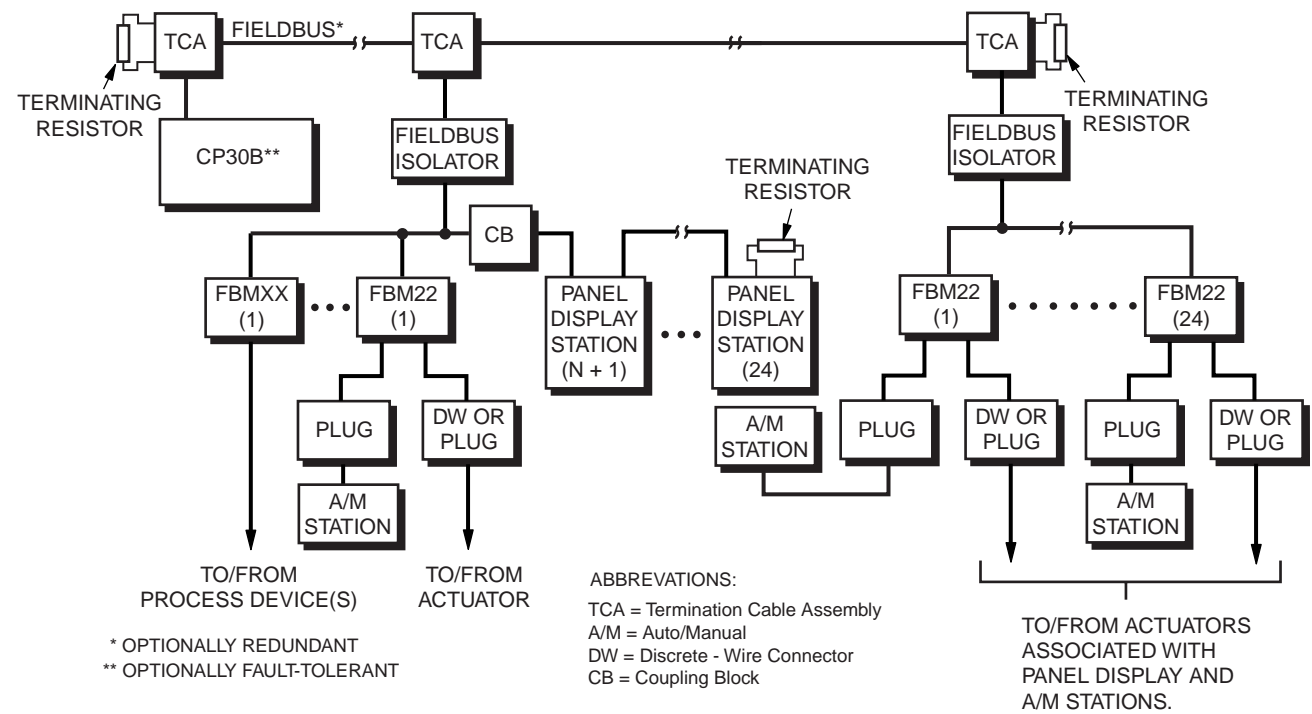 FIELDBUS*
TCA
TCA
TCA
TERMINATING
RESISTOR
TERMINATING
RESISTOR
CP30B**
FIELDBUS
ISOLATOR
FIELDBUS
ISOLATOR
TERMINATING
RESISTOR
CB
FBMXX
(1)
FBM22
(1)
PANEL
DISPLAY
STATION
(N + 1)
PANEL
DISPLAY
STATION
(24)
FBM22
(1)
FBM22
(24)
PLUG
DW OR
PLUG
A/M
STATION
PLUG
DW OR
PLUG
PLUG
DW OR
PLUG
A/M
STATION
A/M
STATION
TO/FROM
PROCESS DEVICE(S)
TO/FROM
ACTUATOR
ABBREVATIONS:
TCA = Termination Cable Assembly
A/M = Auto/Manual
DW = Discrete - Wire Connector
CB = Coupling Block
TO/FROM ACTUATORS
ASSOCIATED WITH
PANEL DISPLAY AND
A/M STATIONS.
* OPTIONALLY REDUNDANT
** OPTIONALLY FAULT-TOLERANT